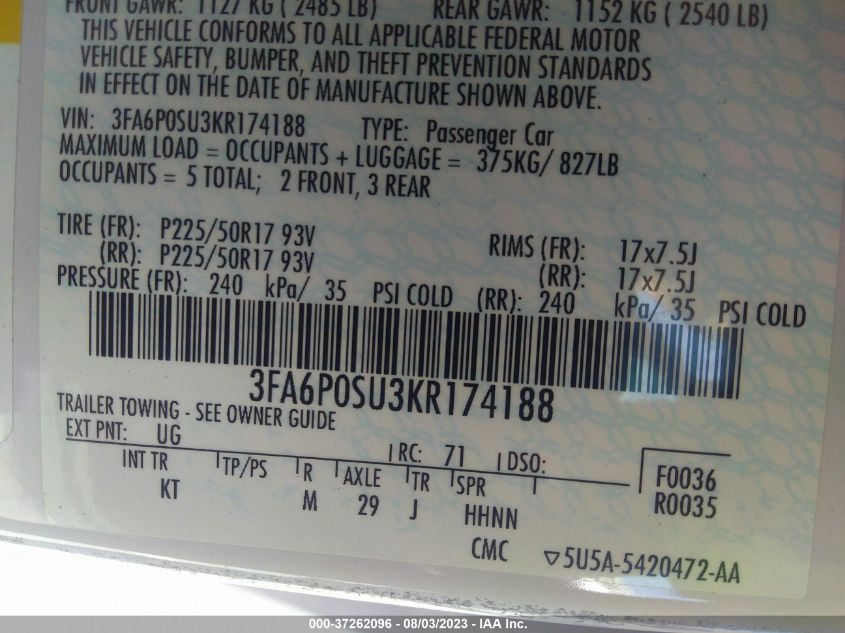 FRONT GAWR: 1127 KG ( 2485 LB) REAR GAWR: 1152 KG ( 2540 LB)
THIS VEHICLE CONFORMS TO ALL APPLICABLE FEDERAL MOTOR
VEHICLE SAFETY, BUMPER, AND THEFT PREVENTION STANDARDS
IN EFFECT ON THE DATE OF MANUFACTURE SHOWN ABOVE.
VIN: 3FA6P0SU3KR174188 TYPE: Passenger Car
MAXIMUM LOAD = OCCUPANTS + LUGGAGE = 375KG/ 827LB
OCCUPANTS = 5 TOTAL; 2 FRONT, 3 REAR
TIRE (FR): P225/50R17 93V RIMS (FR): 17x7.5J
(RR): P225/50R17 93V (RR): 17x7.5J
PRESSURE (FR): 240 kPa/ 35 PSI COLD (RR): 240 kPa/ 35 PSI COLD
3FA6P0SU3KR174188
TRAILER TOWING - SEE OWNER GUIDE
EXT PNT: UG RC: 71 DSO:
INT TR TP/PS R AXLE TR SPR
KT M 29 J HHNN
CMC
F0036
R0035
▽5U5A-5420472-AA
000-37262096 - 08/03/2023 - IAA Inc.